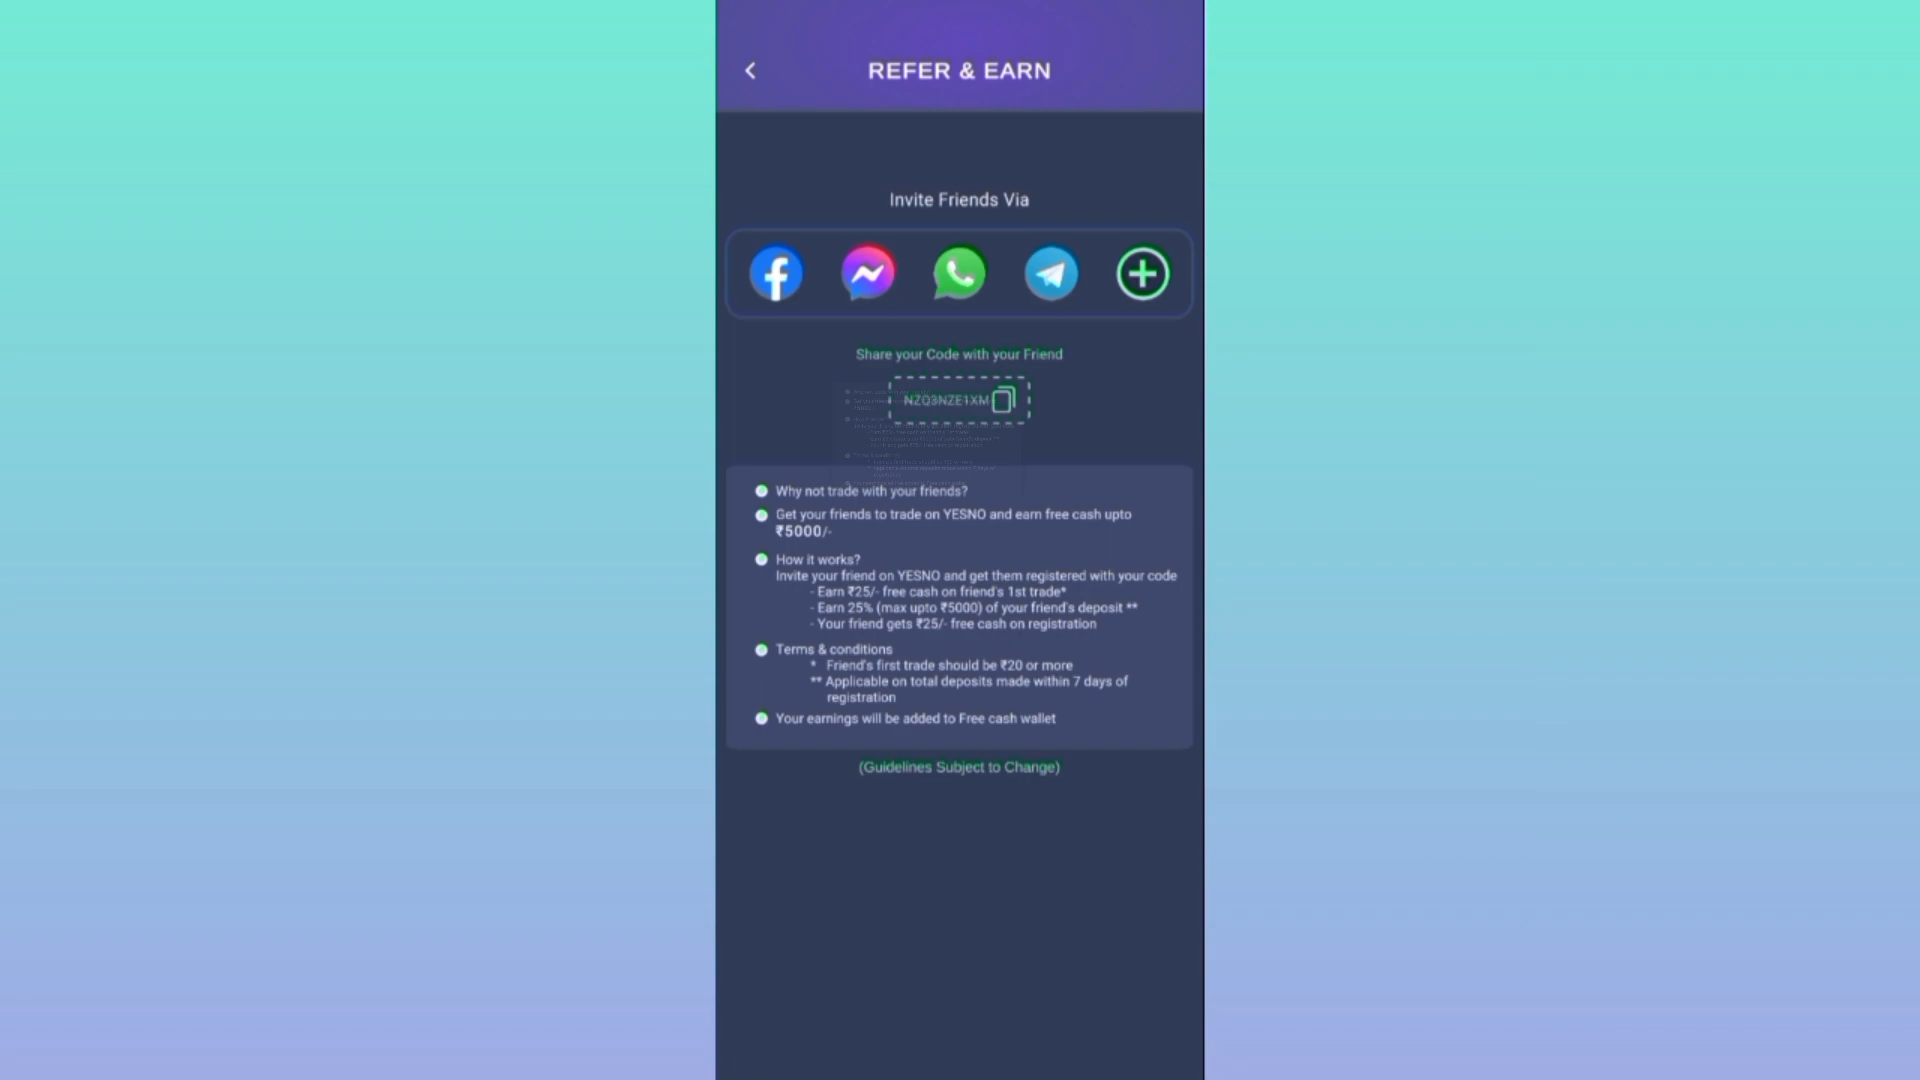 REFER & EARN
Invite Friends Via
Share your Code with your Friend
NZQ3NZE1XM
Why not trade with your friends?
Get your friends to trade on YESNO and earn free cash upto
₹5000/-
How it works?
Invite your friend on YESNO and get them registered with your code
- Earn ₹25/- free cash on friend's 1st trade*
- Earn 25% (max upto ₹5000) of your friend's deposit **
- Your friend gets ₹25/- free cash on registration
Terms & conditions
* Friend's first trade should be ₹20 or more
** Applicable on total deposits made within 7 days of
registration
Your earnings will be added to Free cash wallet
(Guidelines Subject to Change)